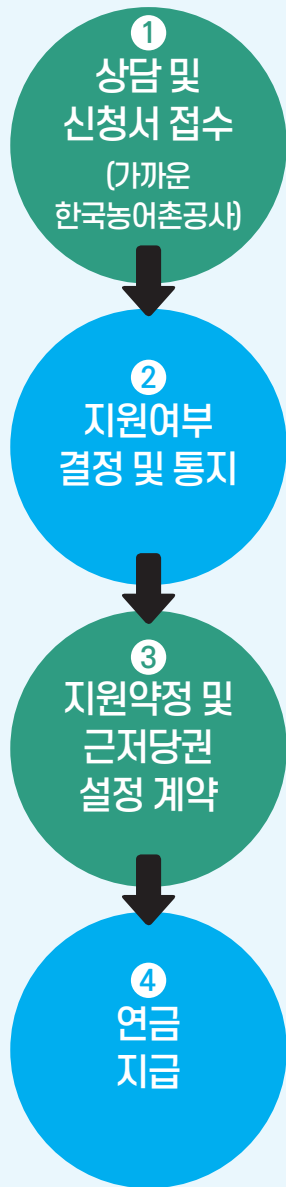 1
상담 및
신청서 접수
(가까운
한국농어촌공사)
2
지원여부
결정 및 통지
3
지원약정 및
근저당권
설정 계약
4
연금
지급